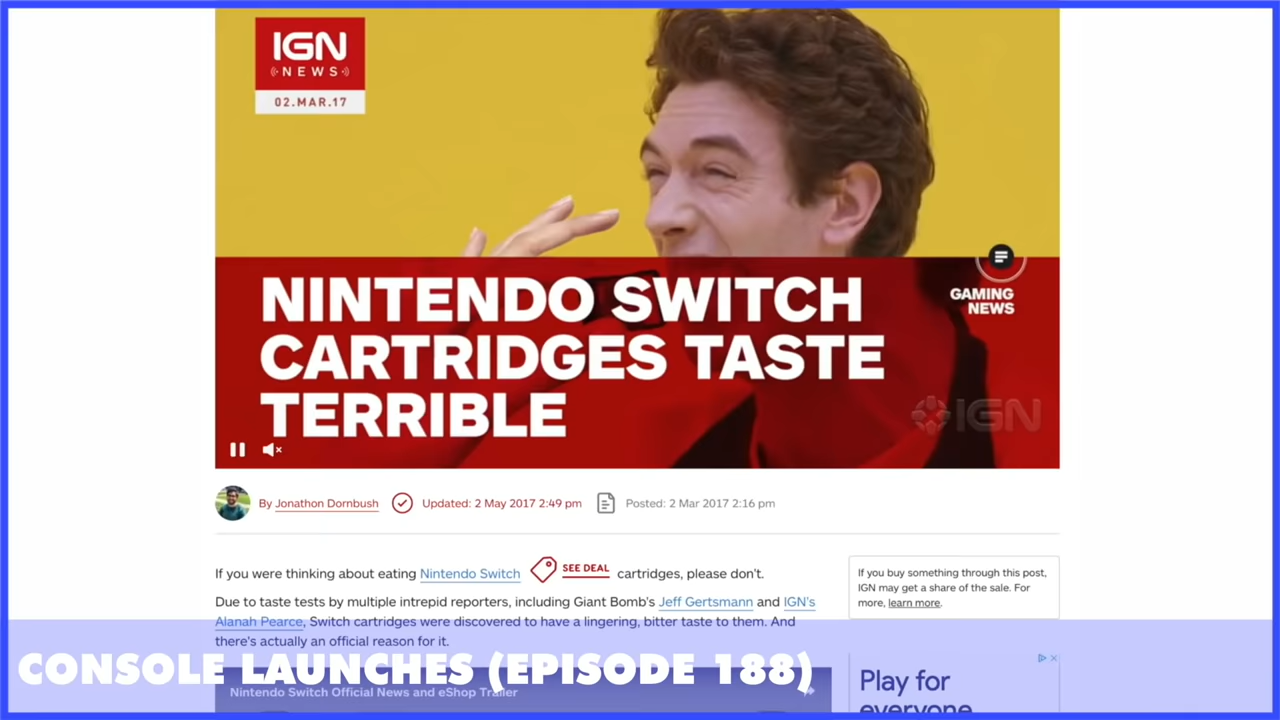 IGN
NEWS
02.MAR.17
NINTENDO SWITCH
CARTRIDGES TASTE
TERRIBLE
GAMING
NEWS
IGN
By Jonathon Dornbush
Updated: 2 May 2017 2:49 pm
Posted: 2 Mar 2017 2:16 pm
If you were thinking about eating Nintendo Switch SEE DEAL cartridges, please don't.
Due to taste tests by multiple intrepid reporters, including Giant Bomb's Jeff Gertsmann and IGN's
Alanah Pearce, Switch cartridges were discovered to have a lingering, bitter taste to them. And
there's actually an official reason for it.
If you buy something through this post,
IGN may get a share of the sale. For
more, learn more.
CONSOLE LAUNCHES (EPISODE 188)
Nintendo Switch Official News and eShop Trailer
Play for
everyone